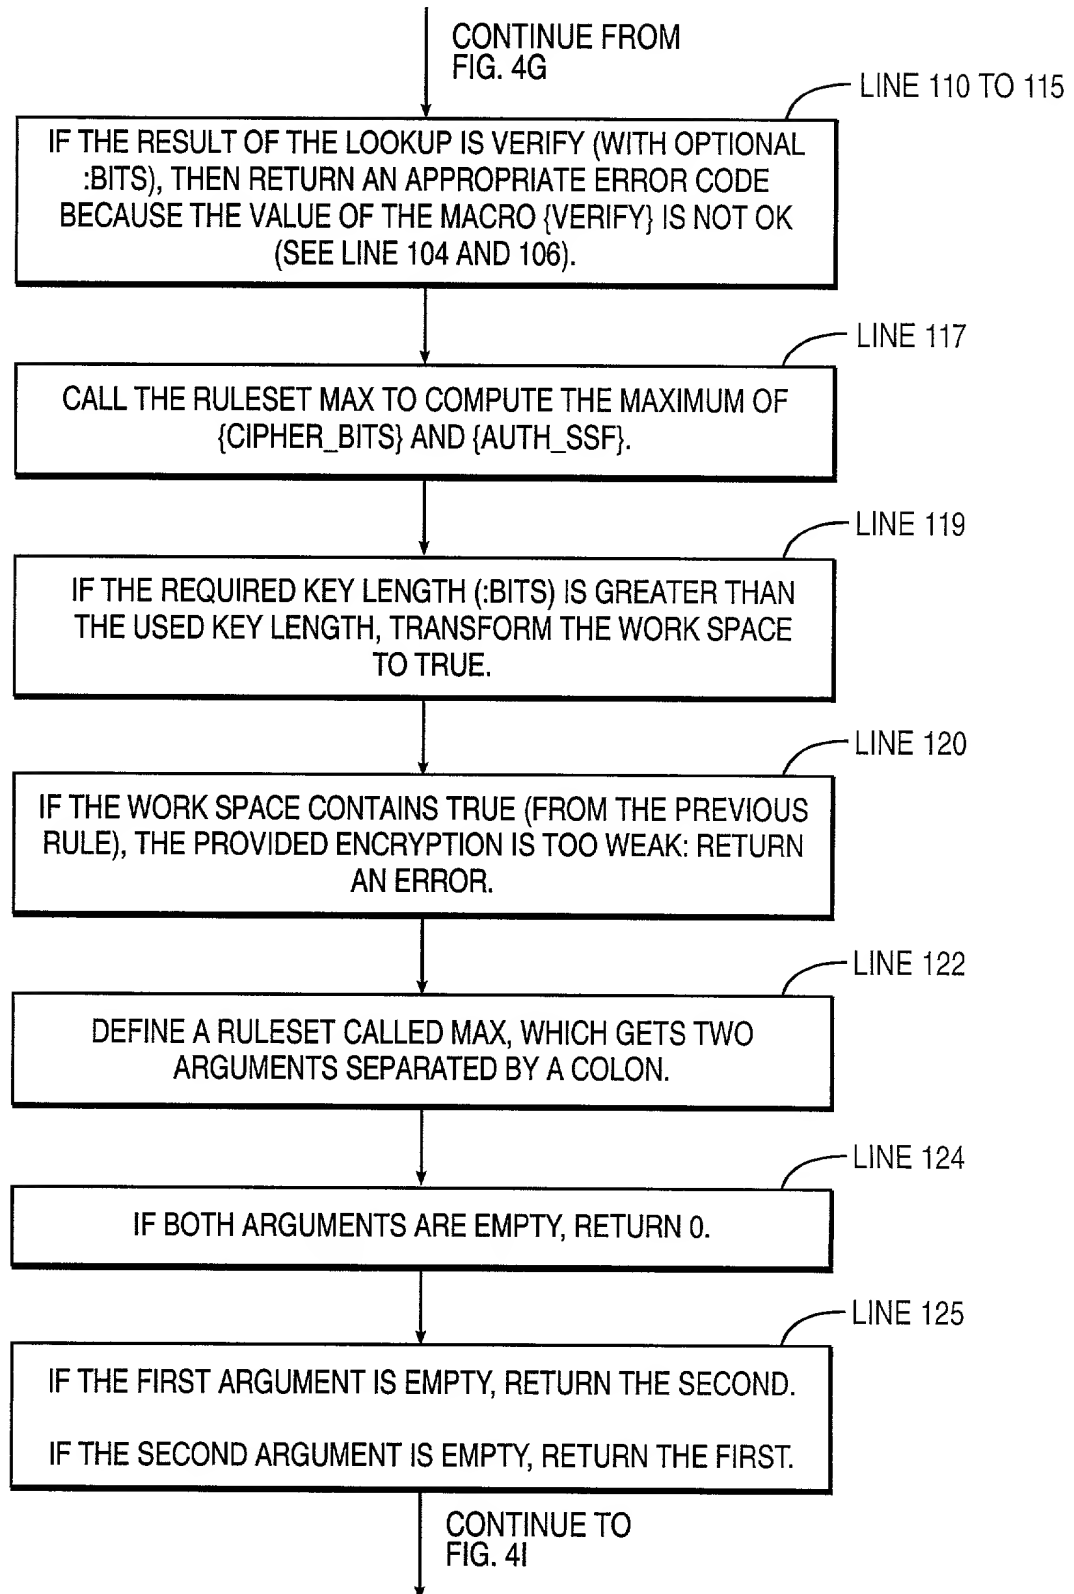 CONTINUE FROM
FIG. 4G
LINE 110 TO 115
IF THE RESULT OF THE LOOKUP IS VERIFY (WITH OPTIONAL
:BITS), THEN RETURN AN APPROPRIATE ERROR CODE
BECAUSE THE VALUE OF THE MACRO {VERIFY} IS NOT OK
(SEE LINE 104 AND 106).
LINE 117
CALL THE RULESET MAX TO COMPUTE THE MAXIMUM OF
{CIPHER_BITS} AND {AUTH_SSF}.
LINE 119
IF THE REQUIRED KEY LENGTH (:BITS) IS GREATER THAN
THE USED KEY LENGTH, TRANSFORM THE WORK SPACE
TO TRUE.
LINE 120
IF THE WORK SPACE CONTAINS TRUE (FROM THE PREVIOUS
RULE), THE PROVIDED ENCRYPTION IS TOO WEAK: RETURN
AN ERROR.
LINE 122
DEFINE A RULESET CALLED MAX, WHICH GETS TWO
ARGUMENTS SEPARATED BY A COLON.
LINE 124
IF BOTH ARGUMENTS ARE EMPTY, RETURN 0.
LINE 125
IF THE FIRST ARGUMENT IS EMPTY, RETURN THE SECOND.
IF THE SECOND ARGUMENT IS EMPTY, RETURN THE FIRST.
CONTINUE TO
FIG. 4I